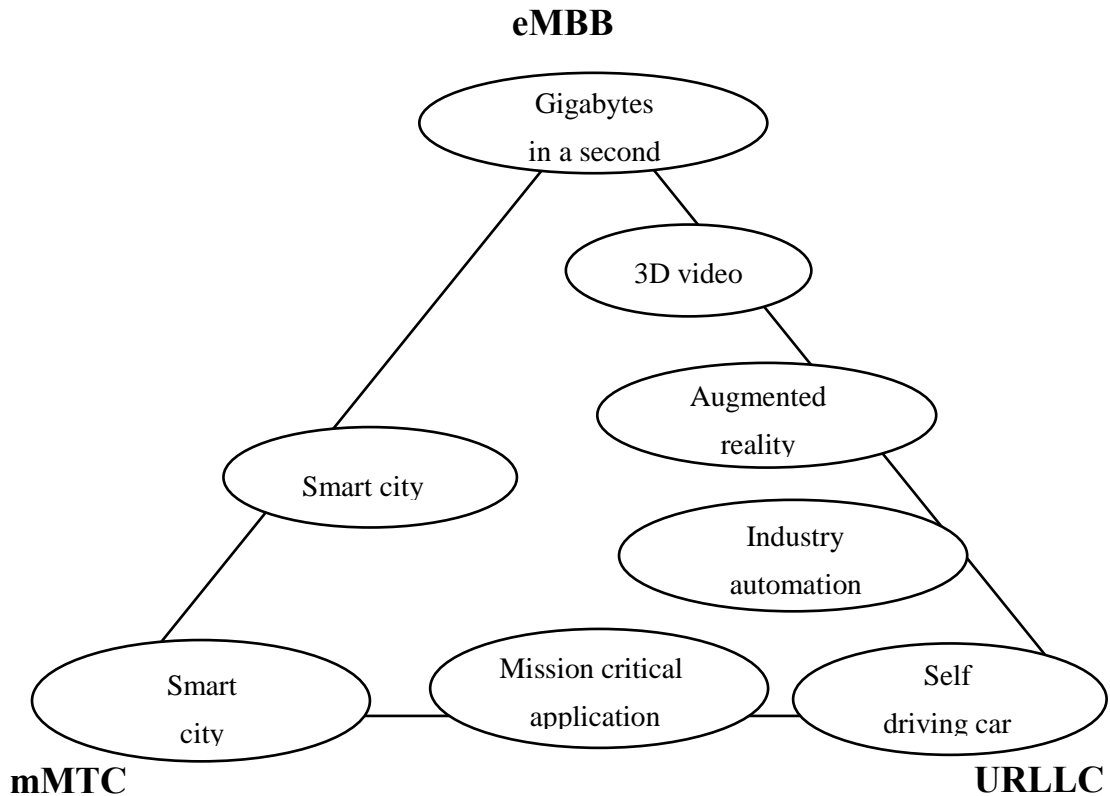 eMBB
Gigabytes
in a second
3D video
Augmented
reality
Smart city
Industry
automation
Smart
city
Mission critical
application
Self
driving car
mMTC
URLLC